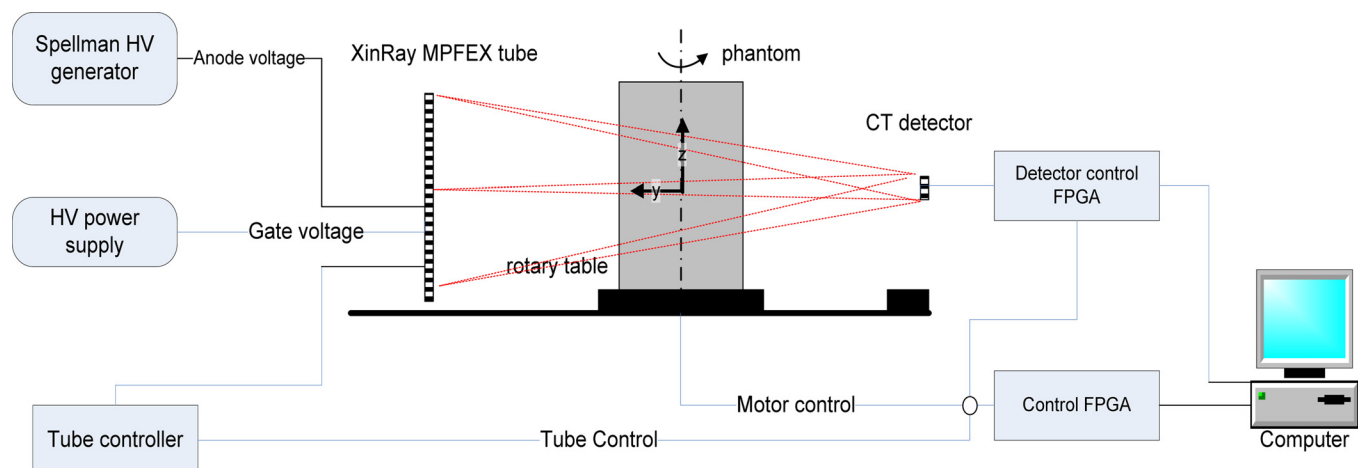 Spellman HV
generator
Anode voltage
XinRay MPFEX tube
phantom
CT detector
z
y
Detector control
FPGA
HV power
supply
Gate voltage
rotary table
Motor control
Control FPGA
Tube controller
Tube Control
Computer